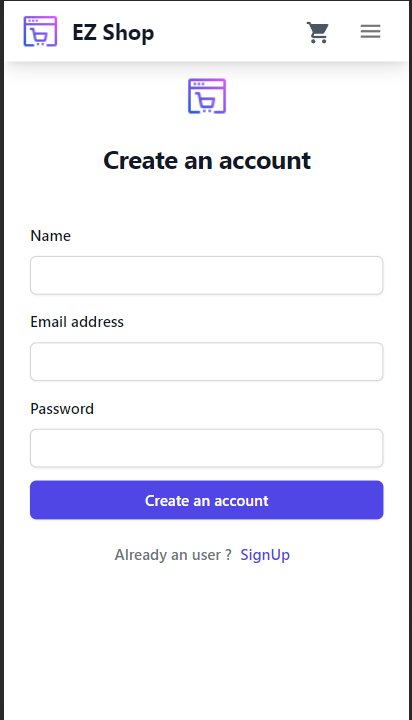 EZ Shop
Create an account
Name
Email address
Password
Create an account
Already an user ? SignUp